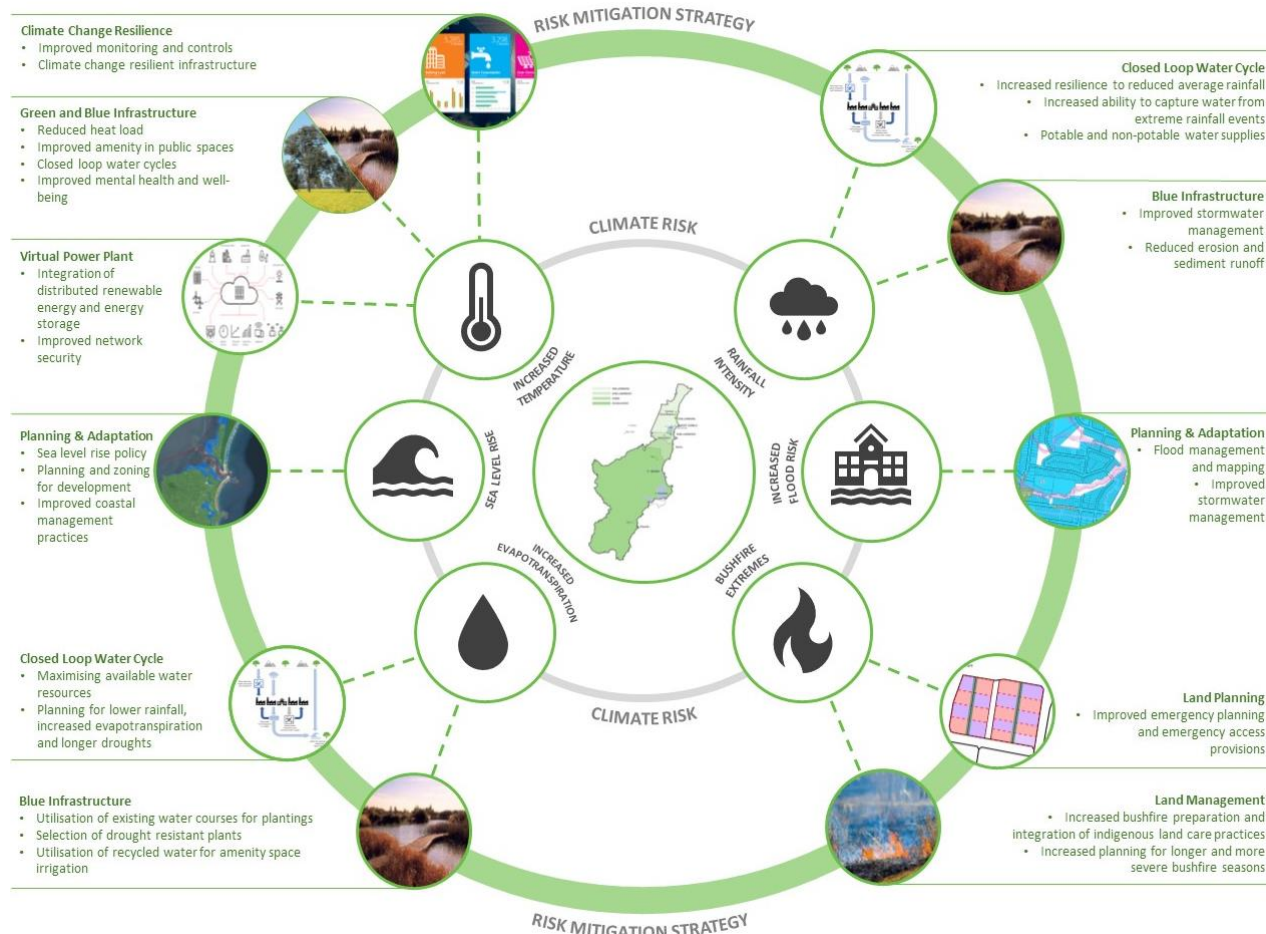 RISK MITIGATION STRATEGY
Climate Change Resilience
• Improved monitoring and controls
• Climate change resilient infrastructure
Green and Blue Infrastructure
• Reduced heat load
• Improved amenity in public spaces
• Closed loop water cycles
• Improved mental health and well-
being
Virtual Power Plant
• Integration of
distributed renewable
energy and energy
storage
• Improved network
security
Planning & Adaptation
• Sea level rise policy
• Planning and zoning
for development
• Improved coastal
management
practices
Closed Loop Water Cycle
• Maximising available water
resources
• Planning for lower rainfall,
increased evapotranspiration
and longer droughts
Blue Infrastructure
• Utilisation of existing water courses for plantings
• Selection of drought resistant plants
• Utilisation of recycled water for amenity space
irrigation
CLIMATE RISK
INCREASED
TEMPERATURE
RAINFALL
INTENSITY
SEA LEVEL RISE
INCREASED
FLOOD RISK
INCREASED
EVAPOTRANSPIRATION
BUSHFIRE
EXTREMES
CLIMATE RISK
Closed Loop Water Cycle
• Increased resilience to reduced average rainfall
• Increased ability to capture water from
extreme rainfall events
• Potable and non-potable water supplies
Blue Infrastructure
• Improved stormwater
management
• Reduced erosion and
sediment runoff
Planning & Adaptation
• Flood management
and mapping
• Improved
stormwater
management
Land Planning
• Improved emergency planning
and emergency access
provisions
Land Management
• Increased bushfire preparation and
integration of indigenous land care practices
• Increased planning for longer and more
severe bushfire seasons
RISK MITIGATION STRATEGY